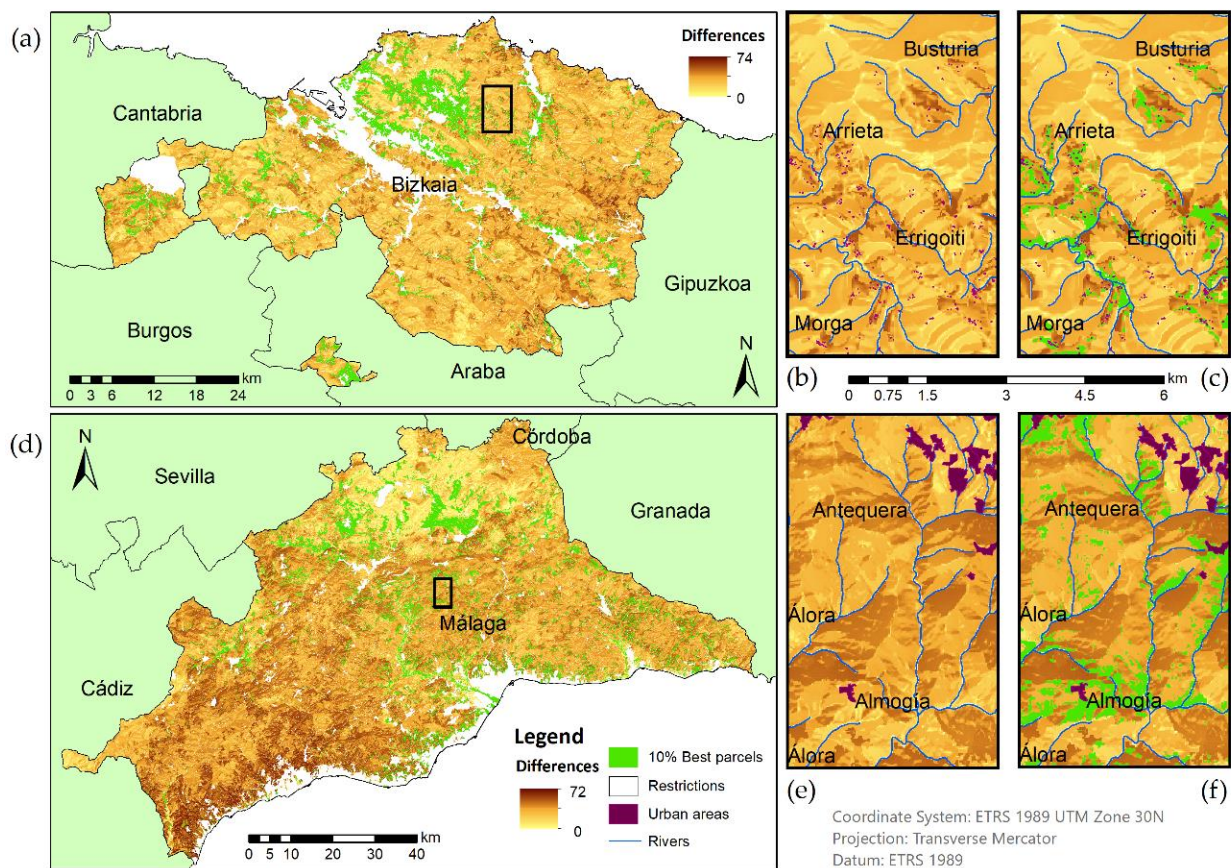 (a)
Differences
74
0
Cantabria
Bizkaia
Gipuzkoa
Burgos
Araba
N
km
0 3 6 12 18 24
Busturia
Arrieta
Errigoiti
Morga
(b)
Busturia
Arrieta
Errigoiti
Morga
(c)
km
0 0.75 1.5 3 4.5 6
(d)
N
Sevilla
Córdoba
Granada
Málaga
Cádiz
Legend
Differences
72
0
10% Best parcels
Restrictions
Urban areas
Rivers
km
0 5 10 20 30 40
Antequera
Álora
Almogía
Álora
(e)
Antequera
Álora
Almogía
Álora
(f)
Coordinate System: ETRS 1989 UTM Zone 30N
Projection: Transverse Mercator
Datum: ETRS 1989